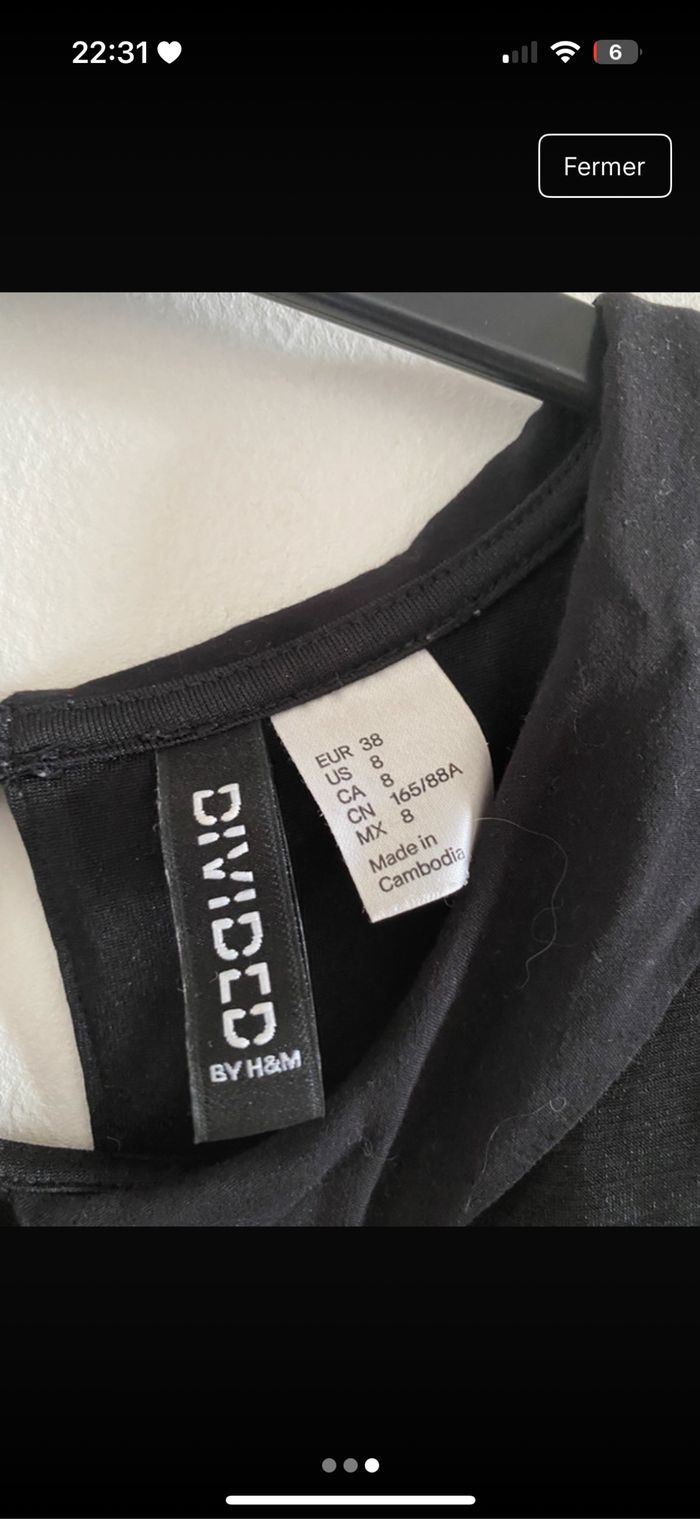 22:31
6
Fermer
EUR 38
US 8
CA 8
CN 165/88A
MX 8
Made in
Cambodia
DIVIDED
BY H&M